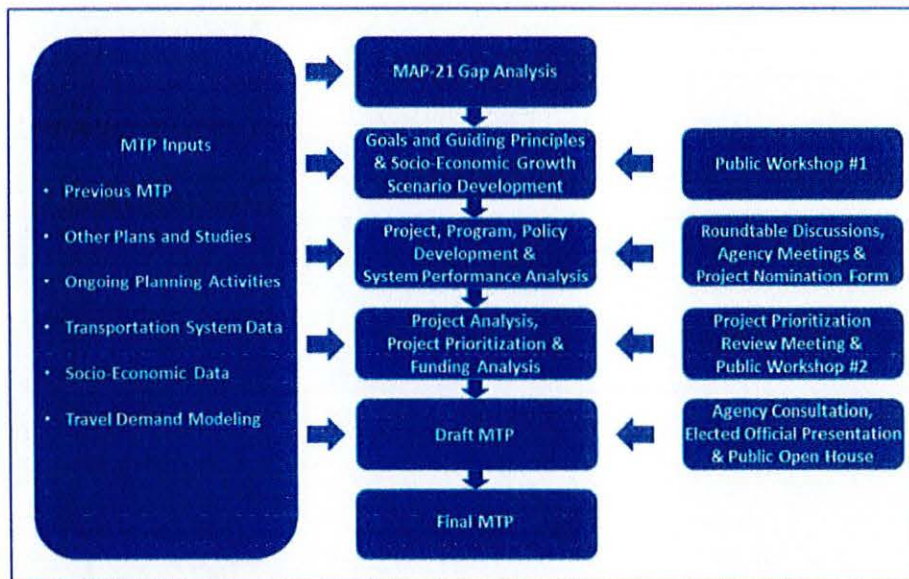 MTP Inputs
• Previous MTP
• Other Plans and Studies
• Ongoing Planning Activities
• Transportation System Data
• Socio-Economic Data
• Travel Demand Modeling
MAP-21 Gap Analysis
Goals and Guiding Principles
& Socio-Economic Growth
Scenario Development
Project, Program, Policy
Development &
System Performance Analysis
Project Analysis,
Project Prioritization &
Funding Analysis
Draft MTP
Final MTP
Public Workshop #1
Roundtable Discussions,
Agency Meetings &
Project Nomination Form
Project Prioritization
Review Meeting &
Public Workshop #2
Agency Consultation,
Elected Official Presentation
& Public Open House